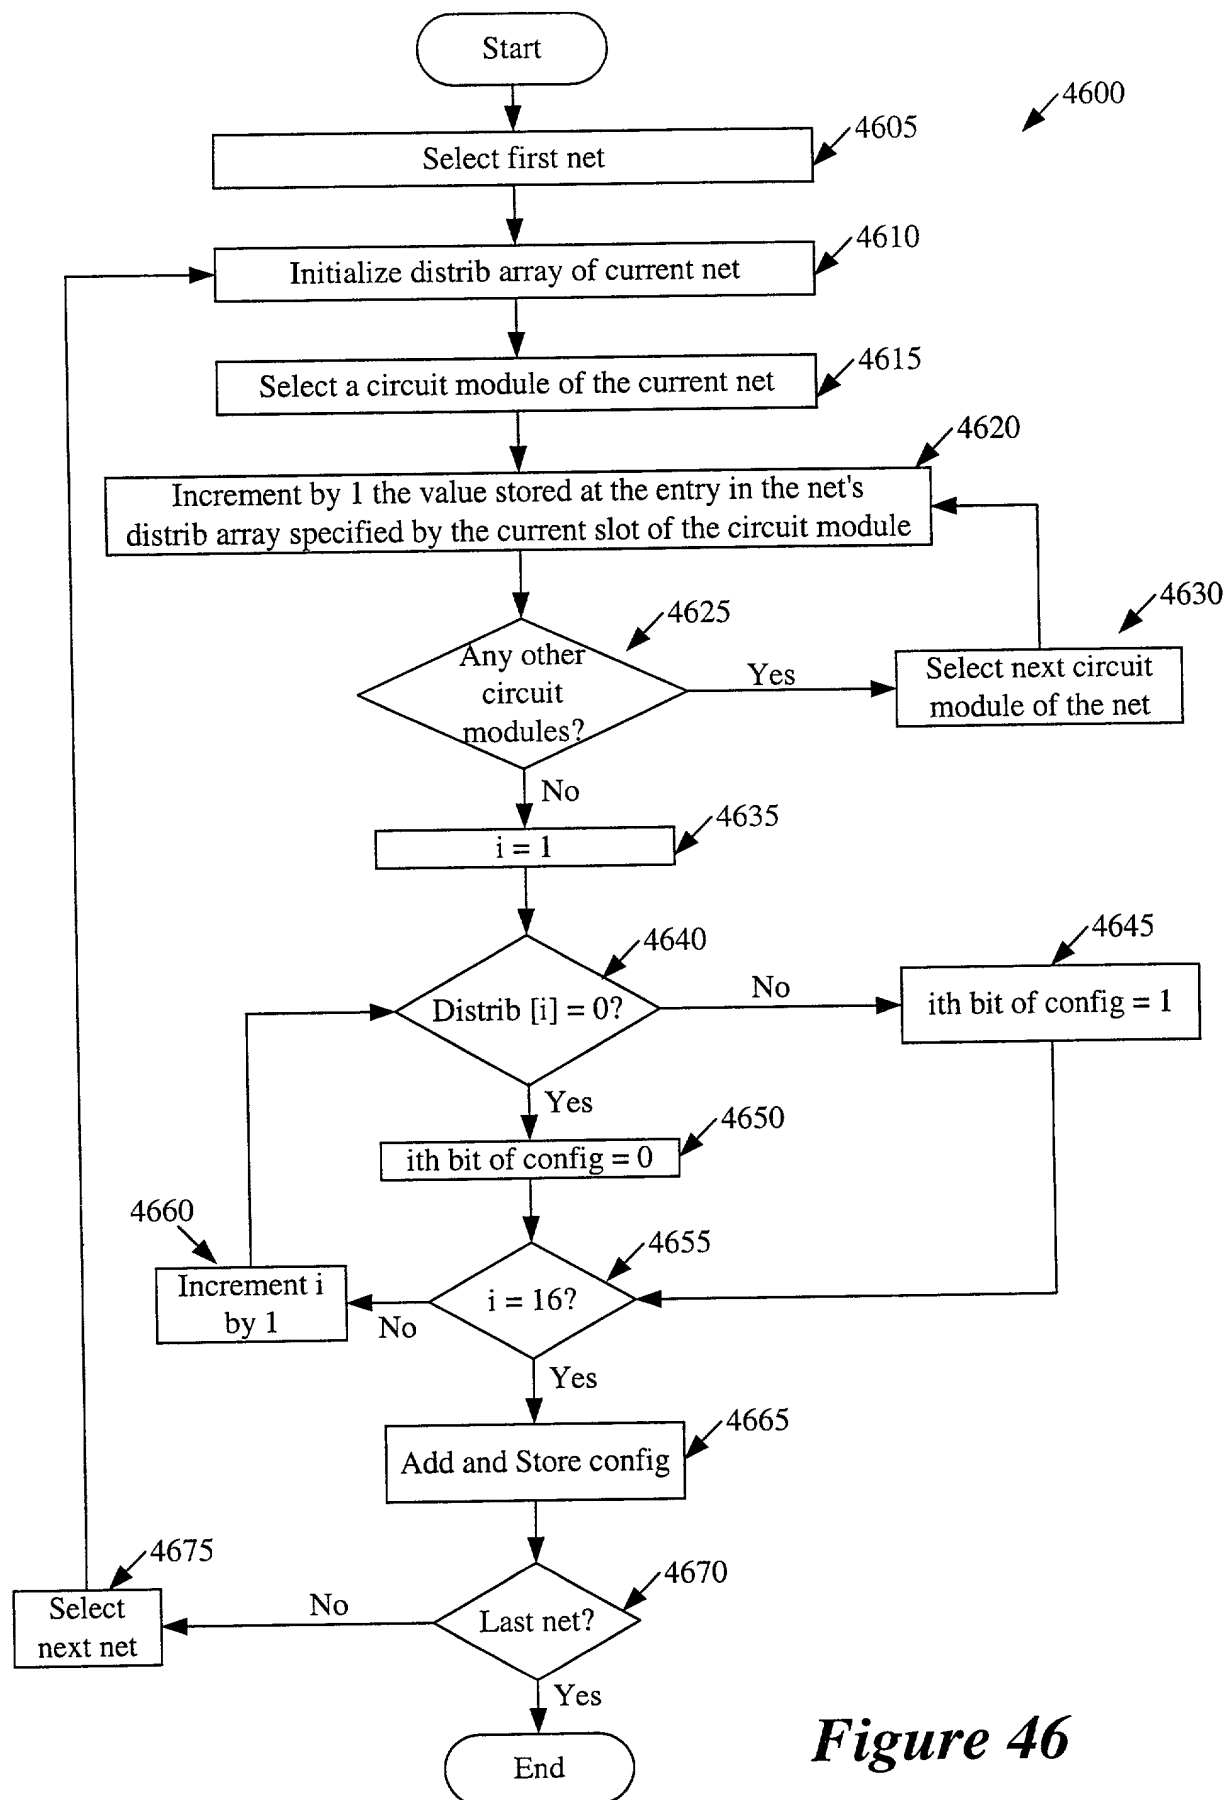 Start
4600
4605
Select first net
4610
Initialize distrib array of current net
4615
Select a circuit module of the current net
4620
Increment by 1 the value stored at the entry in the net's
distrib array specified by the current slot of the circuit module
4625
4630
Any other
circuit
modules?
Yes
Select next circuit
module of the net
No
4635
i = 1
4640
4645
Distrib [i] = 0?
No
ith bit of config = 1
Yes
4650
ith bit of config = 0
4660
4655
Increment i
by 1
i = 16?
No
Yes
4665
Add and Store config
4675
4670
Select
next net
No
Last net?
Yes
End
Figure 46